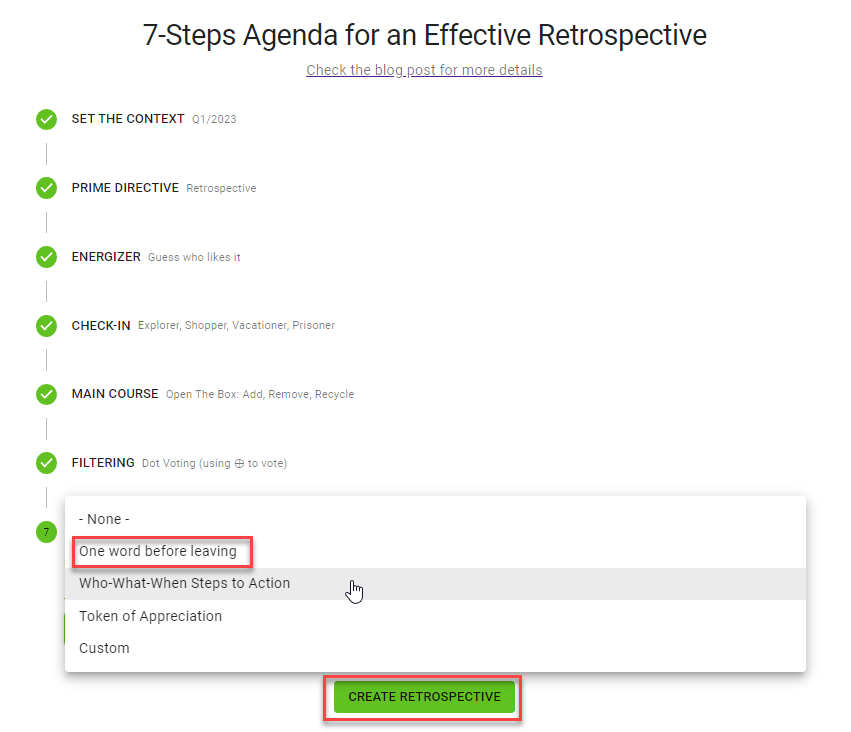 7-Steps Agenda for an Effective Retrospective
Check the blog post for more details
SET THE CONTEXT Q1/2023
PRIME DIRECTIVE Retrospective
ENERGIZER Guess who likes it
CHECK-IN Explorer, Shopper, Vacationer, Prisoner
MAIN COURSE Open The Box: Add, Remove, Recycle
FILTERING Dot Voting (using ⊕ to vote)
- None -
7
One word before leaving
Who-What-When Steps to Action
Token of Appreciation
Custom
CREATE RETROSPECTIVE